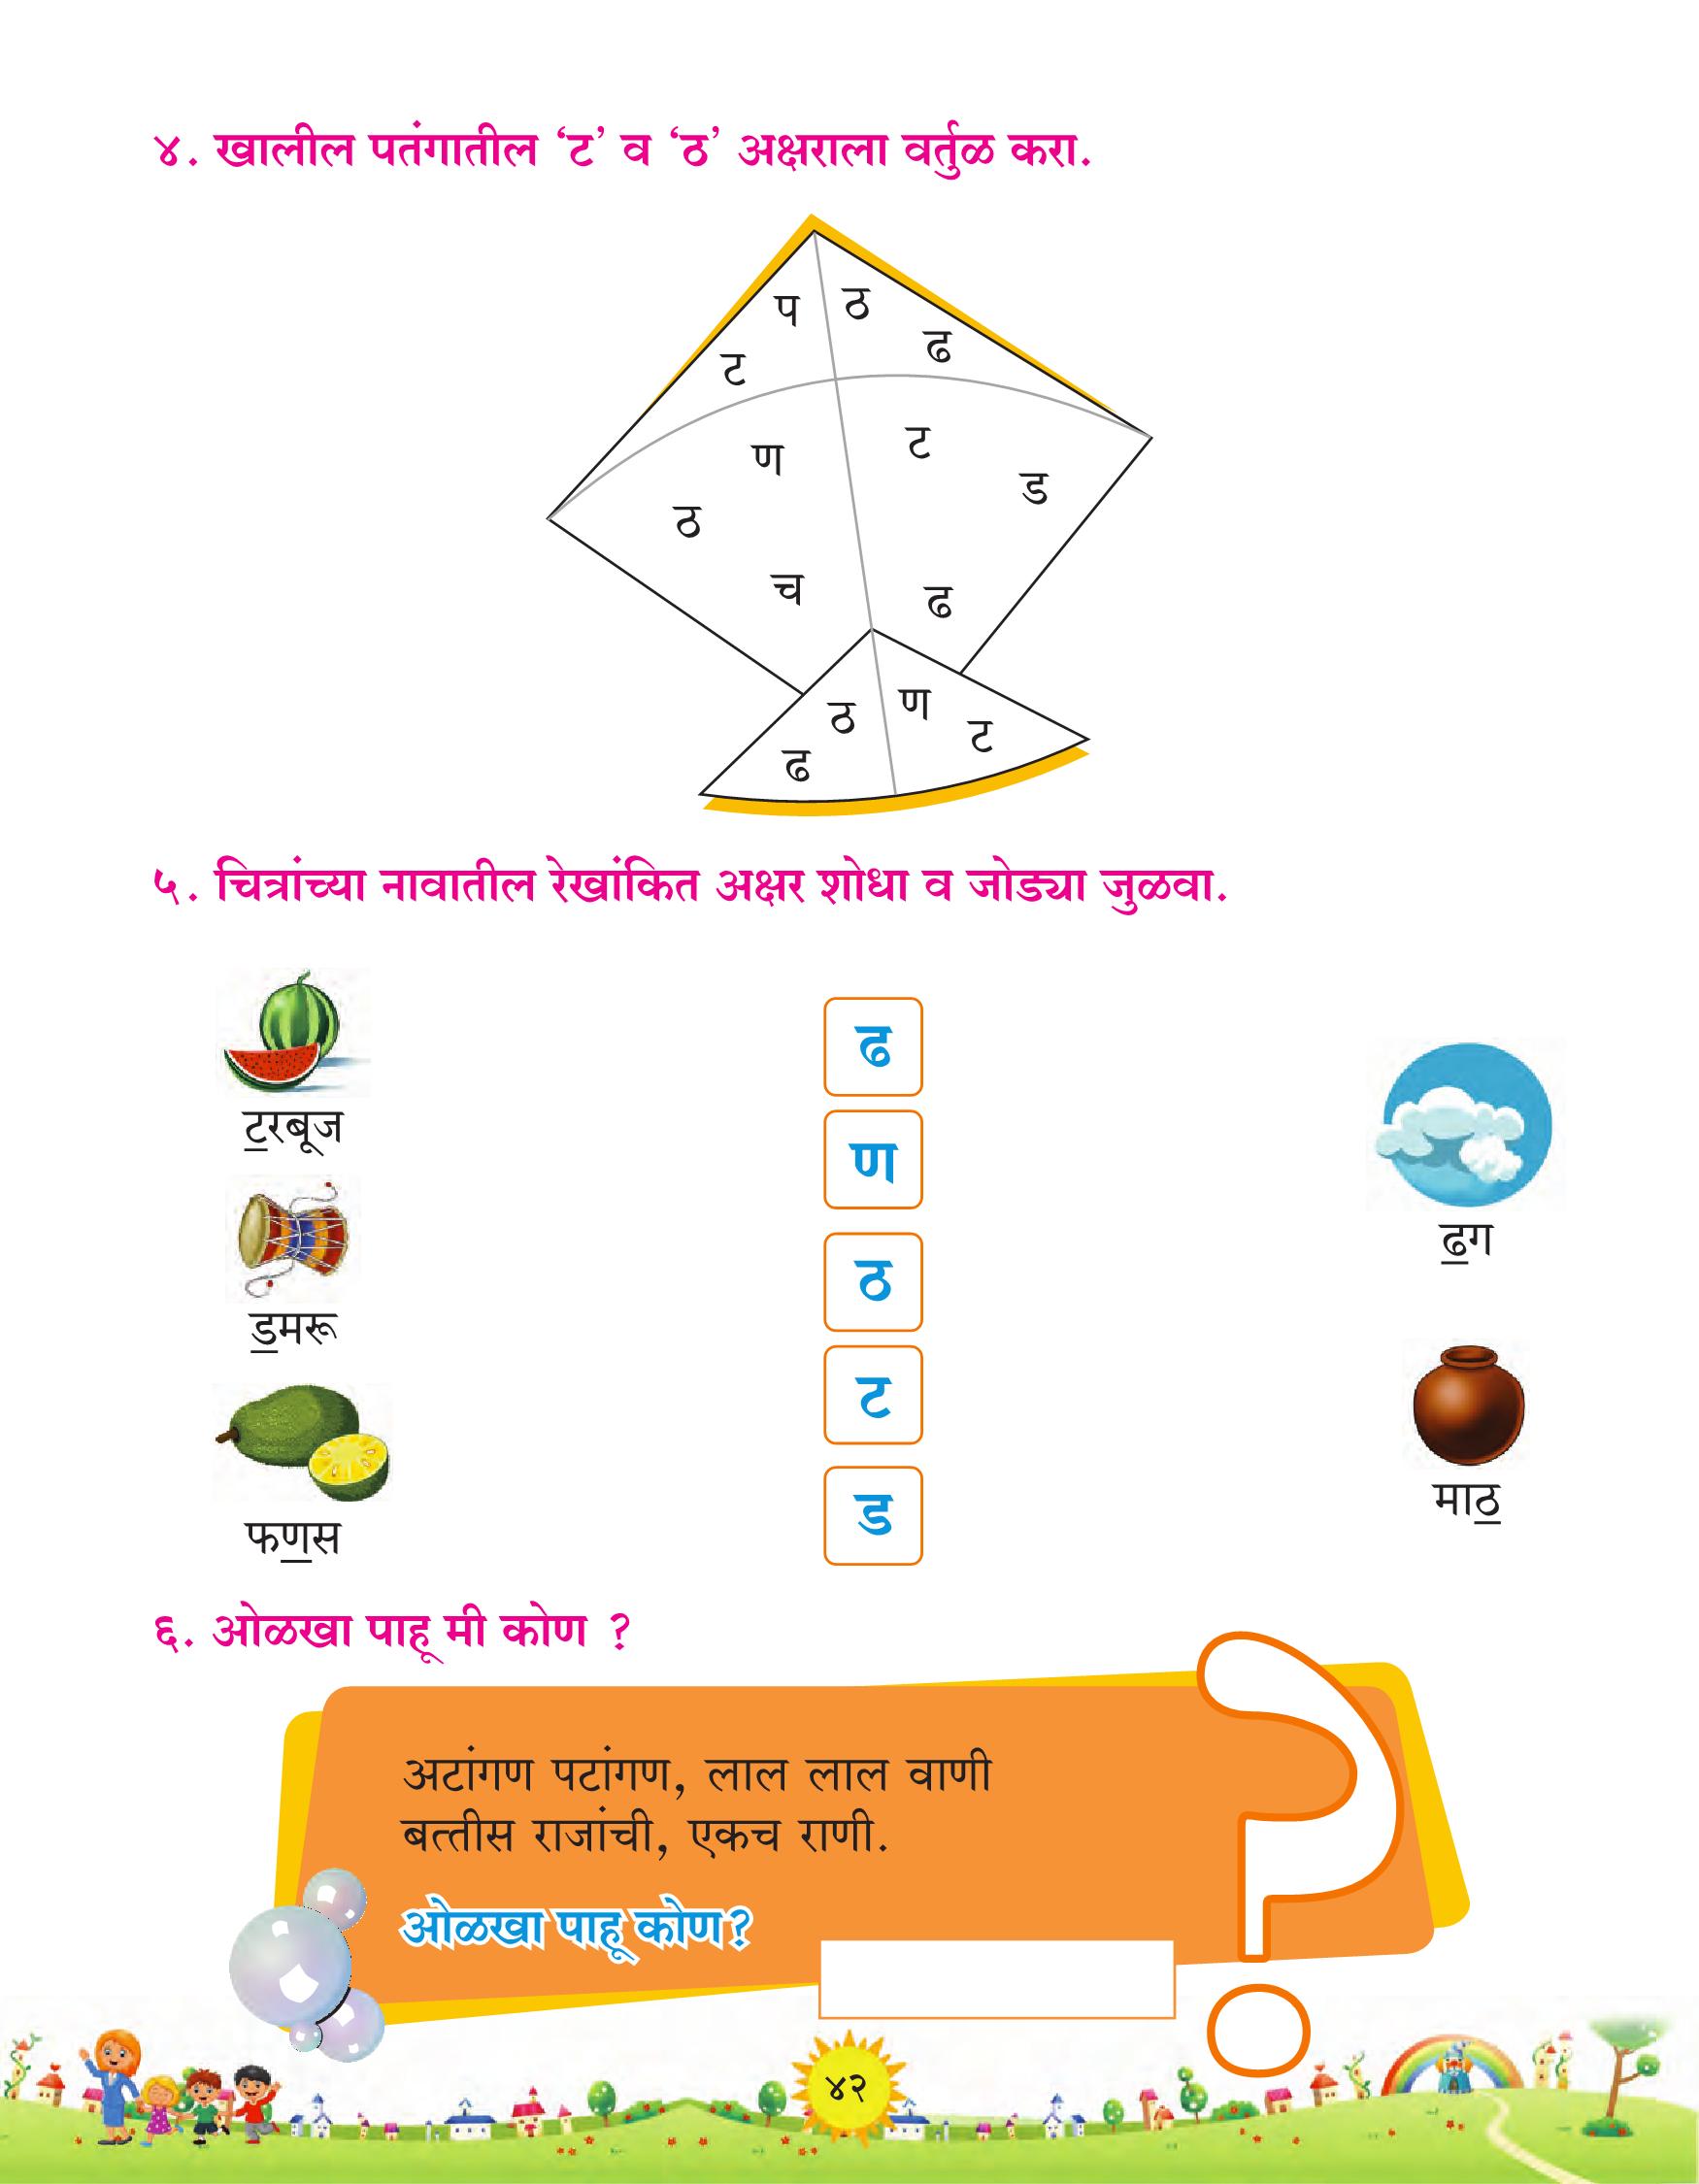 ४. खालील पतंगातील ‘ट’ व ‘ठ’ अक्षराला वर्तुळ करा.
प ठ
ट ढ
ण ट
ठ ड
च ढ
ठ ण
ढ ट
५. चित्रांच्या नावातील रेखांकित अक्षर शोधा व जोड्या जुळवा.
टरबूज
डमरू
फणस
ढ
ण
ठ
ट
ड
ढग
माठ
६. ओळखा पाहू मी कोण ?
अटांगण पटांगण, लाल लाल वाणी
बत्तीस राजांची, एकच राणी.
ओळखा पाहू कोण?
?
४२